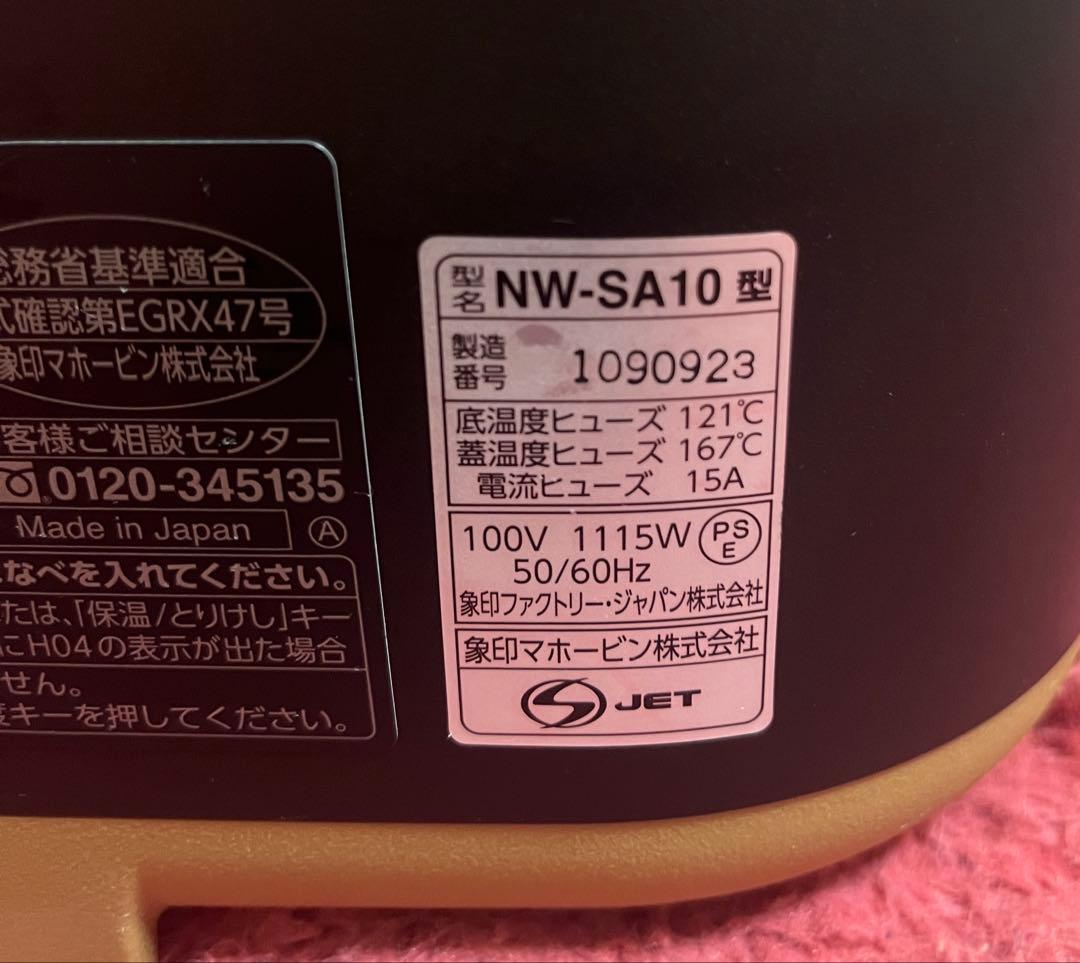 総務省基準適合
式確認第EGRX47号
象印マホービン株式会社
客様ご相談センター
0120-345135
Made in Japan Ⓐ
なべを入れてください。
たは、「保温/とりけし」キー
にH04の表示が出た場合
せん。
度キーを押してください。
型名 NW-SA10 型
製造番号 1090923
底温度ヒューズ 121℃
蓋温度ヒューズ 167℃
電流ヒューズ 15A
100V 1115W PSE
50/60Hz
象印ファクトリー・ジャパン株式会社
象印マホービン株式会社
JET